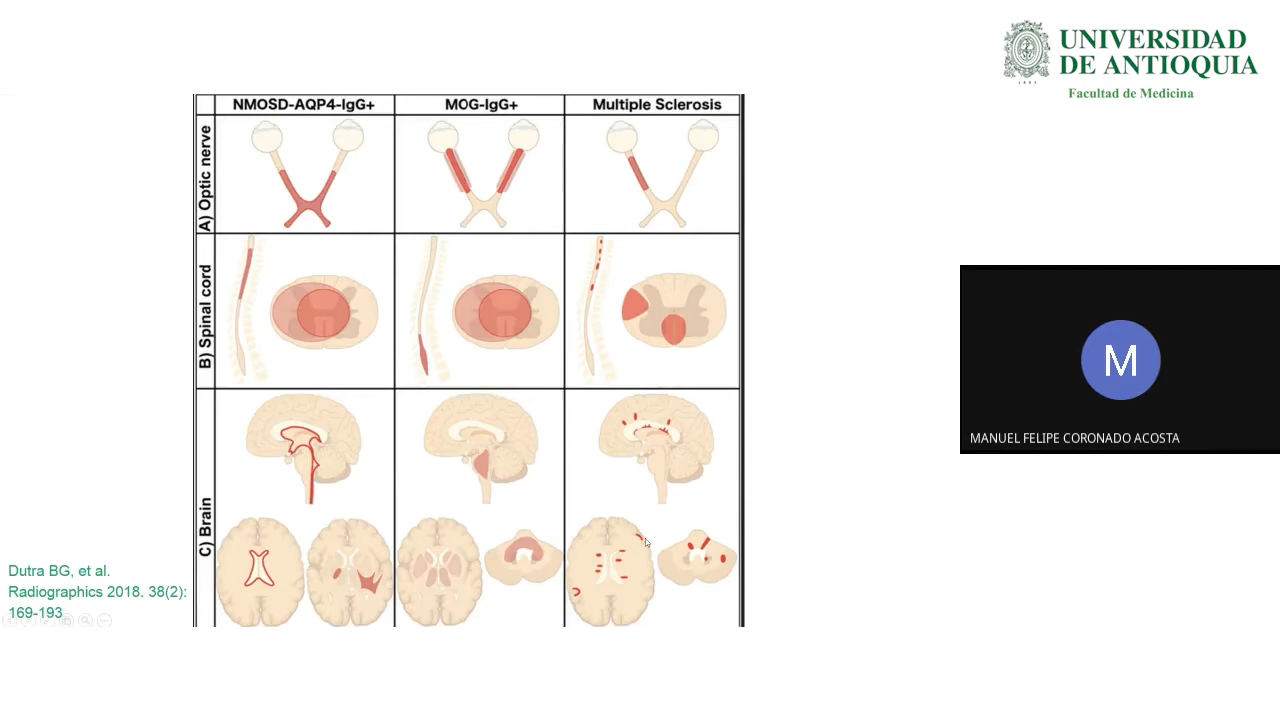 UNIVERSIDAD
DE ANTIOQUIA
Facultad de Medicina
1803
NMOSD-AQP4-IgG+
MOG-IgG+
Multiple Sclerosis
A) Optic nerve
B) Spinal cord
C) Brain
Dutra BG, et al.
Radiographics 2018. 38(2):
169-193
M
MANUEL FELIPE CORONADO ACOSTA